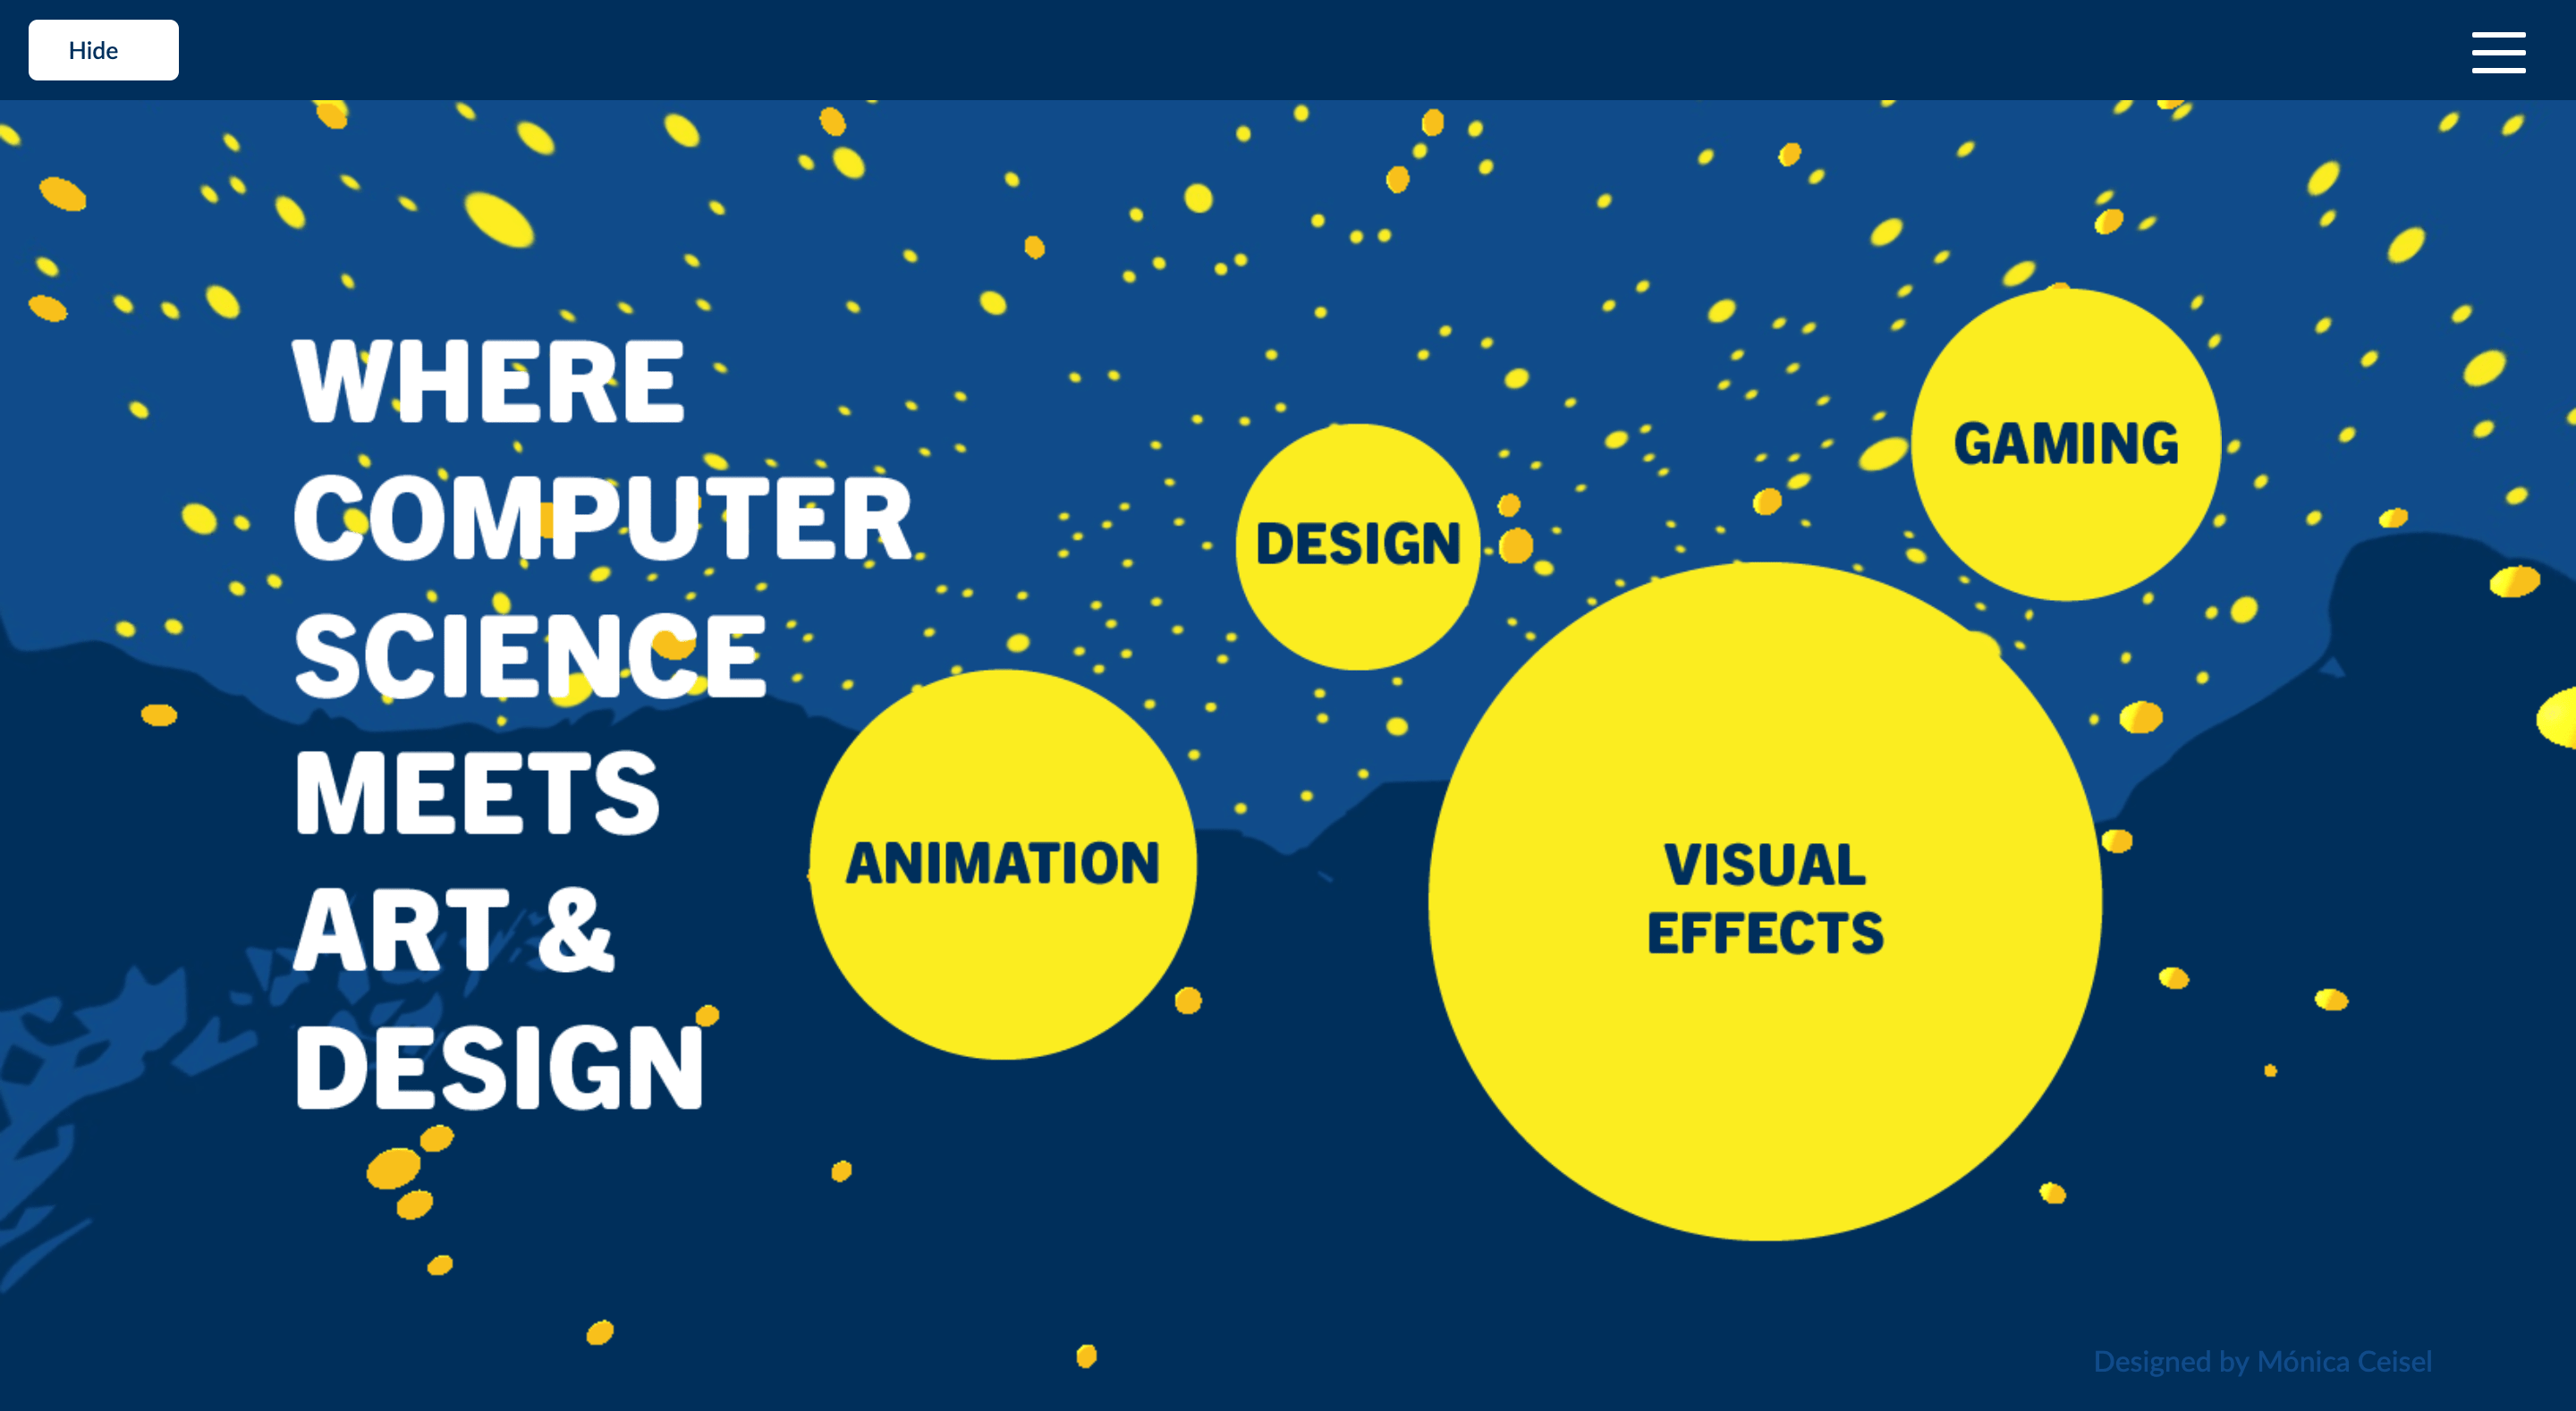 Hide
WHERE
COMPUTER
SCIENCE
MEETS
ART &
DESIGN
DESIGN
GAMING
ANIMATION
VISUAL
EFFECTS
Designed by Mónica Ceisel